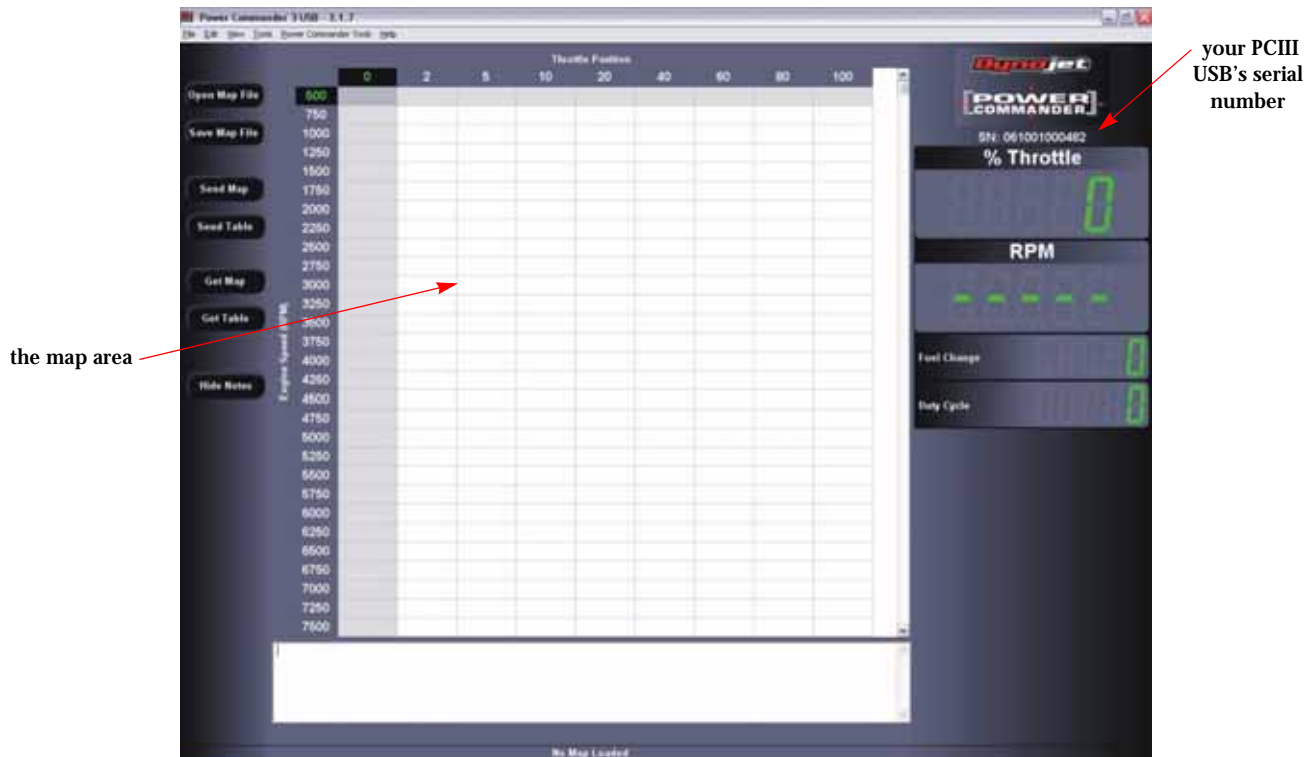 Power Commander 3 USB - 3.1.7
File Edit View Tools Power Commander Tools Help
Throttle Position
0 2 5 10 20 40 60 80 100
Open Map File
Save Map File
Send Map
Send Table
Get Map
Get Table
Hide Notes
Engine Speed (RPM)
500
750
1000
1250
1500
1750
2000
2250
2500
2750
3000
3250
3500
3750
4000
4250
4500
4750
5000
5250
5500
5750
6000
6250
6500
6750
7000
7250
7500
Dynojet
POWER
COMMANDER
SN: 061001000482
% Throttle
0
RPM
- - - - -
Fuel Change
0
Duty Cycle
0
No Map Loaded
the map area
your PCIII
USB's serial
number